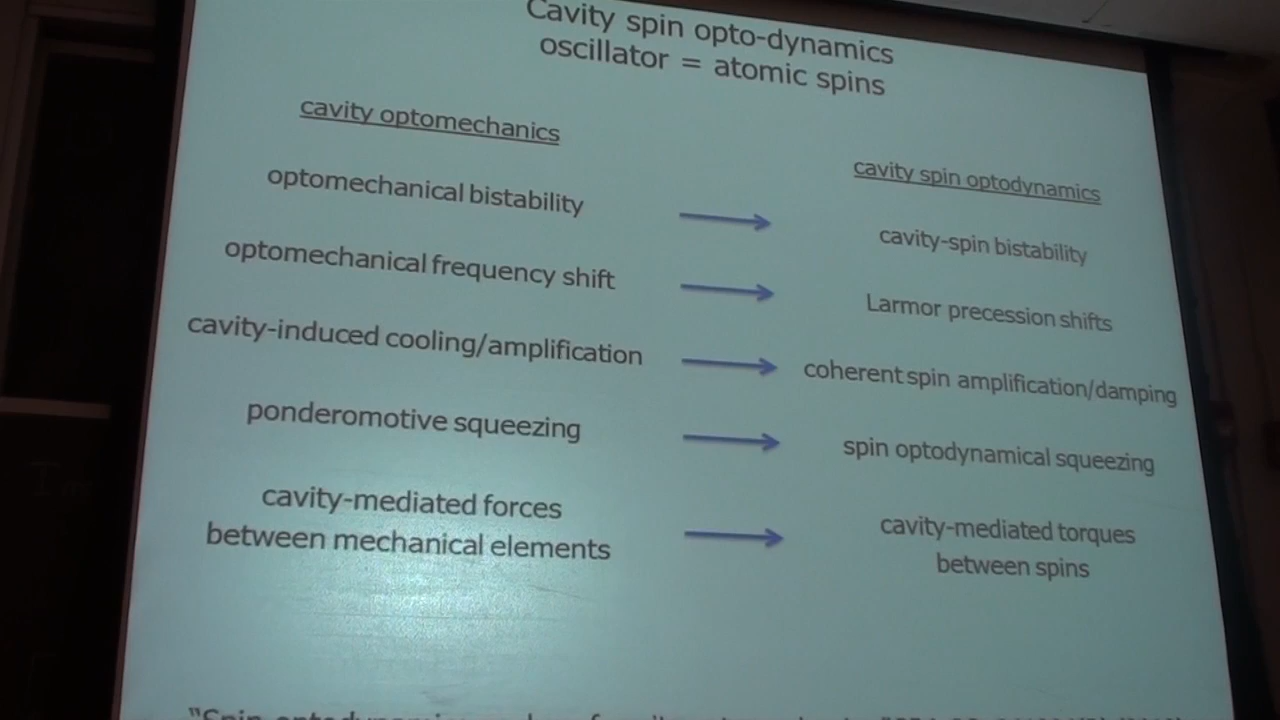 Cavity spin opto-dynamics
oscillator = atomic spins
cavity optomechanics
cavity spin optodynamics
optomechanical bistability
cavity-spin bistability
optomechanical frequency shift
Larmor precession shifts
cavity-induced cooling/amplification
coherent spin amplification/damping
ponderomotive squeezing
spin optodynamical squeezing
cavity-mediated forces
between mechanical elements
cavity-mediated torques
between spins
"Spin